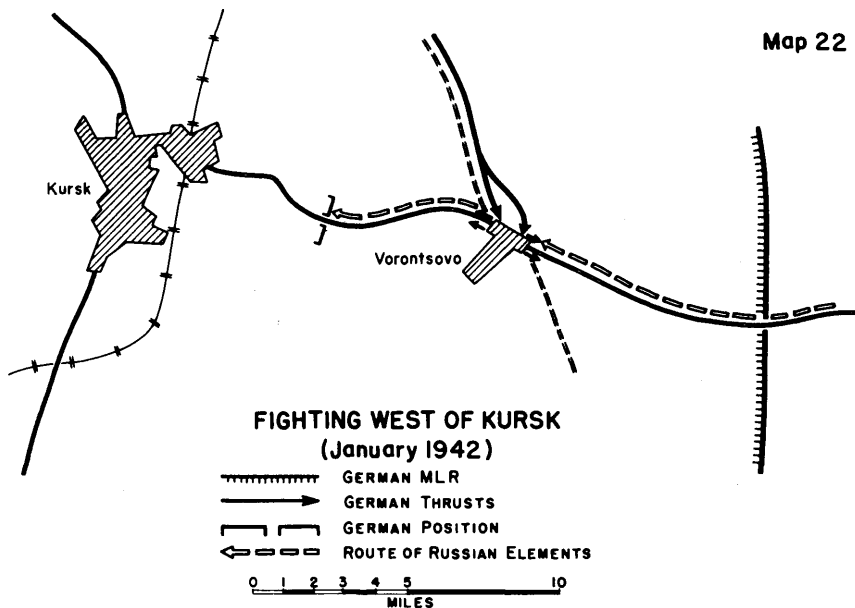 Map 22
Kursk
Vorontsovo
FIGHTING WEST OF KURSK
(January 1942)
GERMAN MLR
GERMAN THRUSTS
GERMAN POSITION
ROUTE OF RUSSIAN ELEMENTS
0 1 2 3 4 5 10
MILES